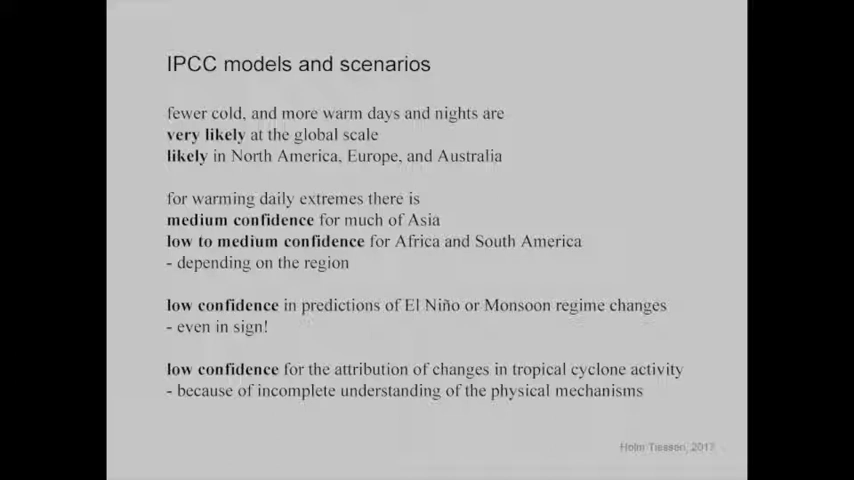 IPCC models and scenarios
fewer cold, and more warm days and nights are
very likely at the global scale
likely in North America, Europe, and Australia
for warming daily extremes there is
medium confidence for much of Asia
low to medium confidence for Africa and South America
- depending on the region
low confidence in predictions of El Niño or Monsoon regime changes
- even in sign!
low confidence for the attribution of changes in tropical cyclone activity
- because of incomplete understanding of the physical mechanisms
Holm Tiessen, 2017